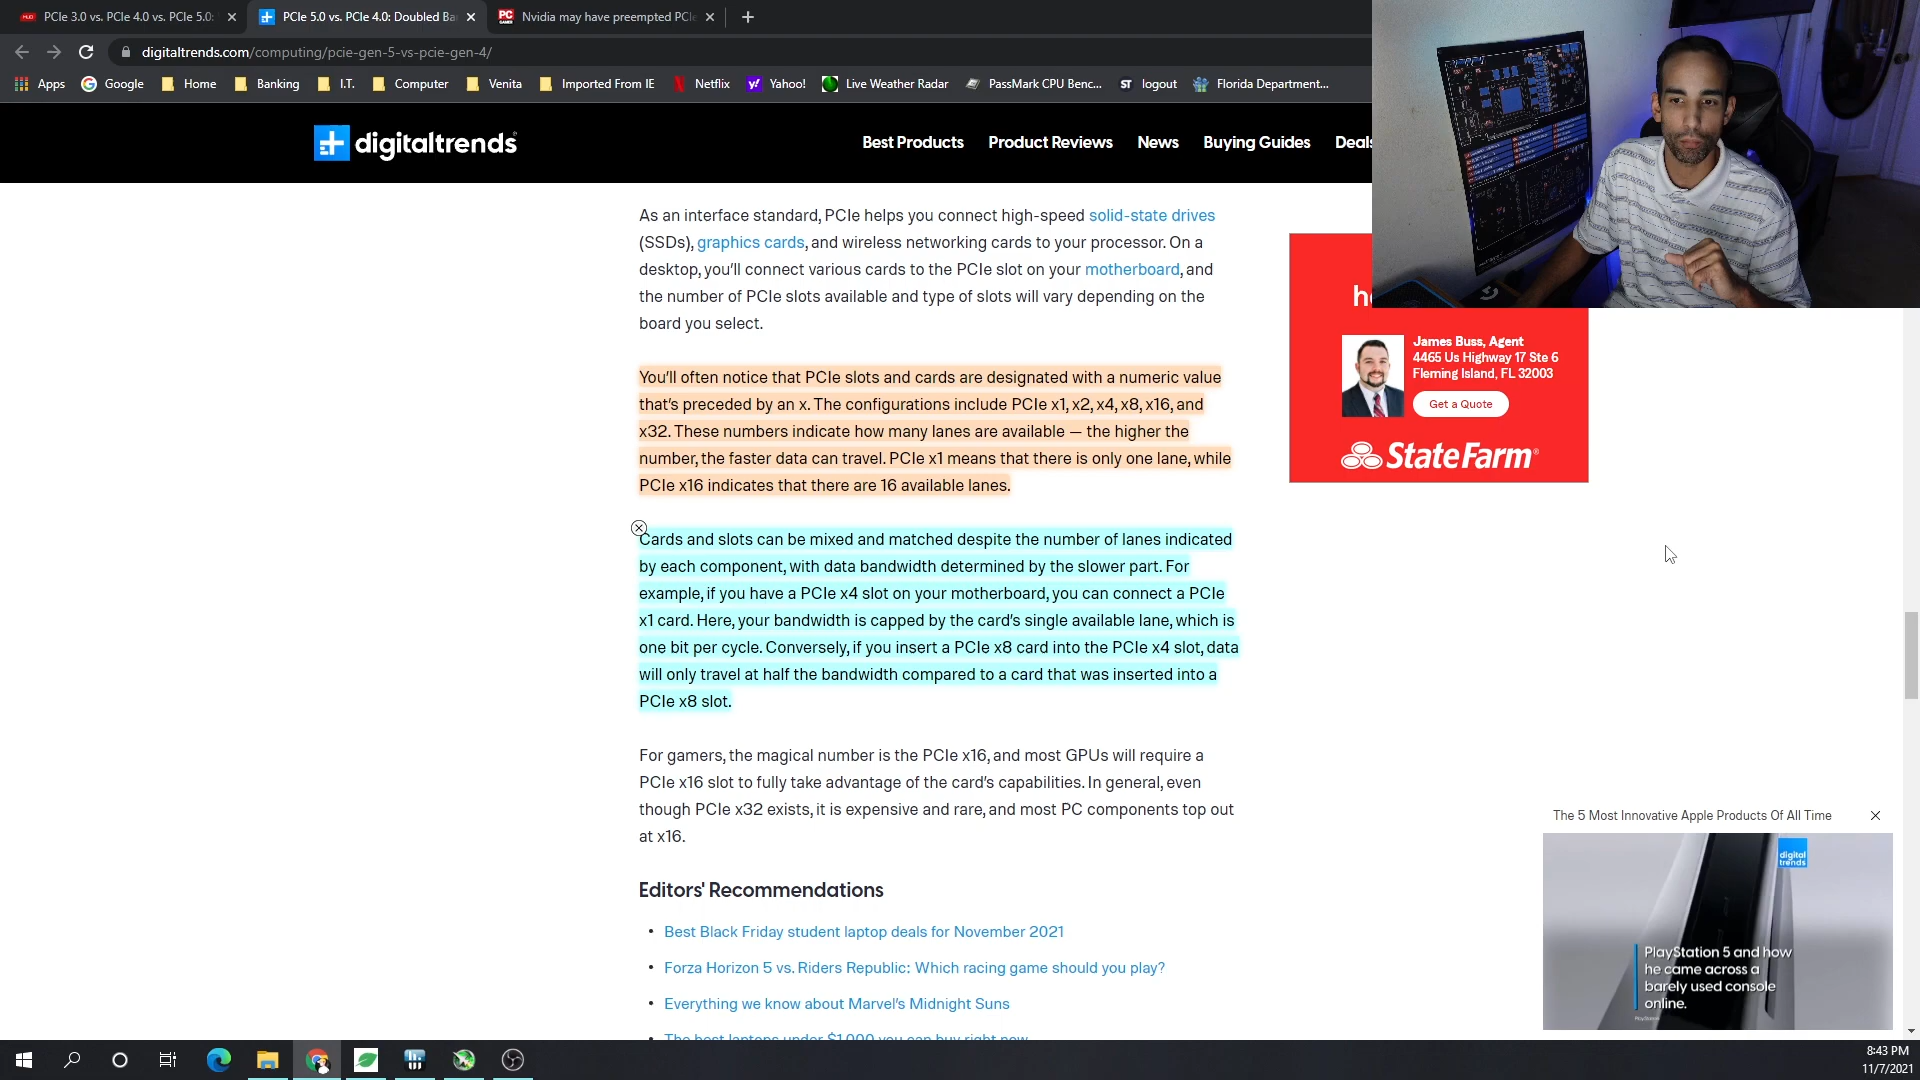 PCIe 3.0 vs. PCIe 4.0 vs. PCIe 5.0:
PCIe 5.0 vs. PCIe 4.0: Doubled Ba
PC GAMER
Nvidia may have preempted PCIe
digitaltrends.com/computing/pcie-gen-5-vs-pcie-gen-4/
Apps Google Home Banking I.T. Computer Venita Imported From IE Netflix Yahoo! Live Weather Radar PassMark CPU Benc... ST logout Florida Department...
digitaltrends
Best Products Product Reviews News Buying Guides Deals
As an interface standard, PCIe helps you connect high-speed solid-state drives
(SSDs), graphics cards, and wireless networking cards to your processor. On a
desktop, you'll connect various cards to the PCIe slot on your motherboard, and
the number of PCIe slots available and type of slots will vary depending on the
board you select.
You'll often notice that PCIe slots and cards are designated with a numeric value
that's preceded by an x. The configurations include PCIe x1, x2, x4, x8, x16, and
x32. These numbers indicate how many lanes are available — the higher the
number, the faster data can travel. PCIe x1 means that there is only one lane, while
PCIe x16 indicates that there are 16 available lanes.
Cards and slots can be mixed and matched despite the number of lanes indicated
by each component, with data bandwidth determined by the slower part. For
example, if you have a PCIe x4 slot on your motherboard, you can connect a PCIe
x1 card. Here, your bandwidth is capped by the card's single available lane, which is
one bit per cycle. Conversely, if you insert a PCIe x8 card into the PCIe x4 slot, data
will only travel at half the bandwidth compared to a card that was inserted into a
PCIe x8 slot.
For gamers, the magical number is the PCIe x16, and most GPUs will require a
PCIe x16 slot to fully take advantage of the card's capabilities. In general, even
though PCIe x32 exists, it is expensive and rare, and most PC components top out
at x16.
Editors' Recommendations
• Best Black Friday student laptop deals for November 2021
• Forza Horizon 5 vs. Riders Republic: Which racing game should you play?
• Everything we know about Marvel's Midnight Suns
• The best laptops under $1,000 you can buy right now
James Buss, Agent
4465 Us Highway 17 Ste 6
Fleming Island, FL 32003
Get a Quote
State Farm®
The 5 Most Innovative Apple Products Of All Time
digital
trends
PlayStation 5 and how
he came across a
barely used console
online.
8:43 PM
11/7/2021